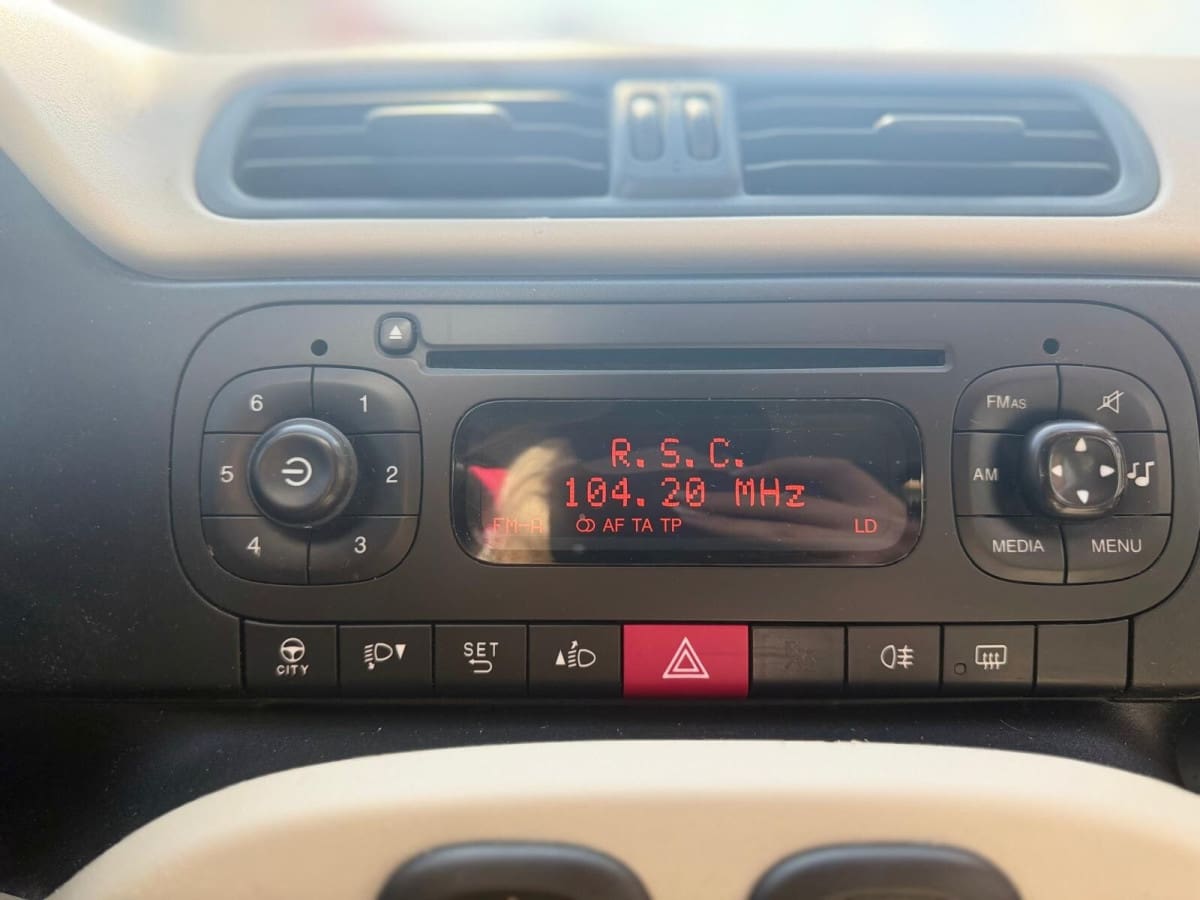 6
1
5
2
4
3
R. S. C.
104.20 MHz
FM-A AF TA TP LD
FMAS
AM
MEDIA
MENU
CITY
SET